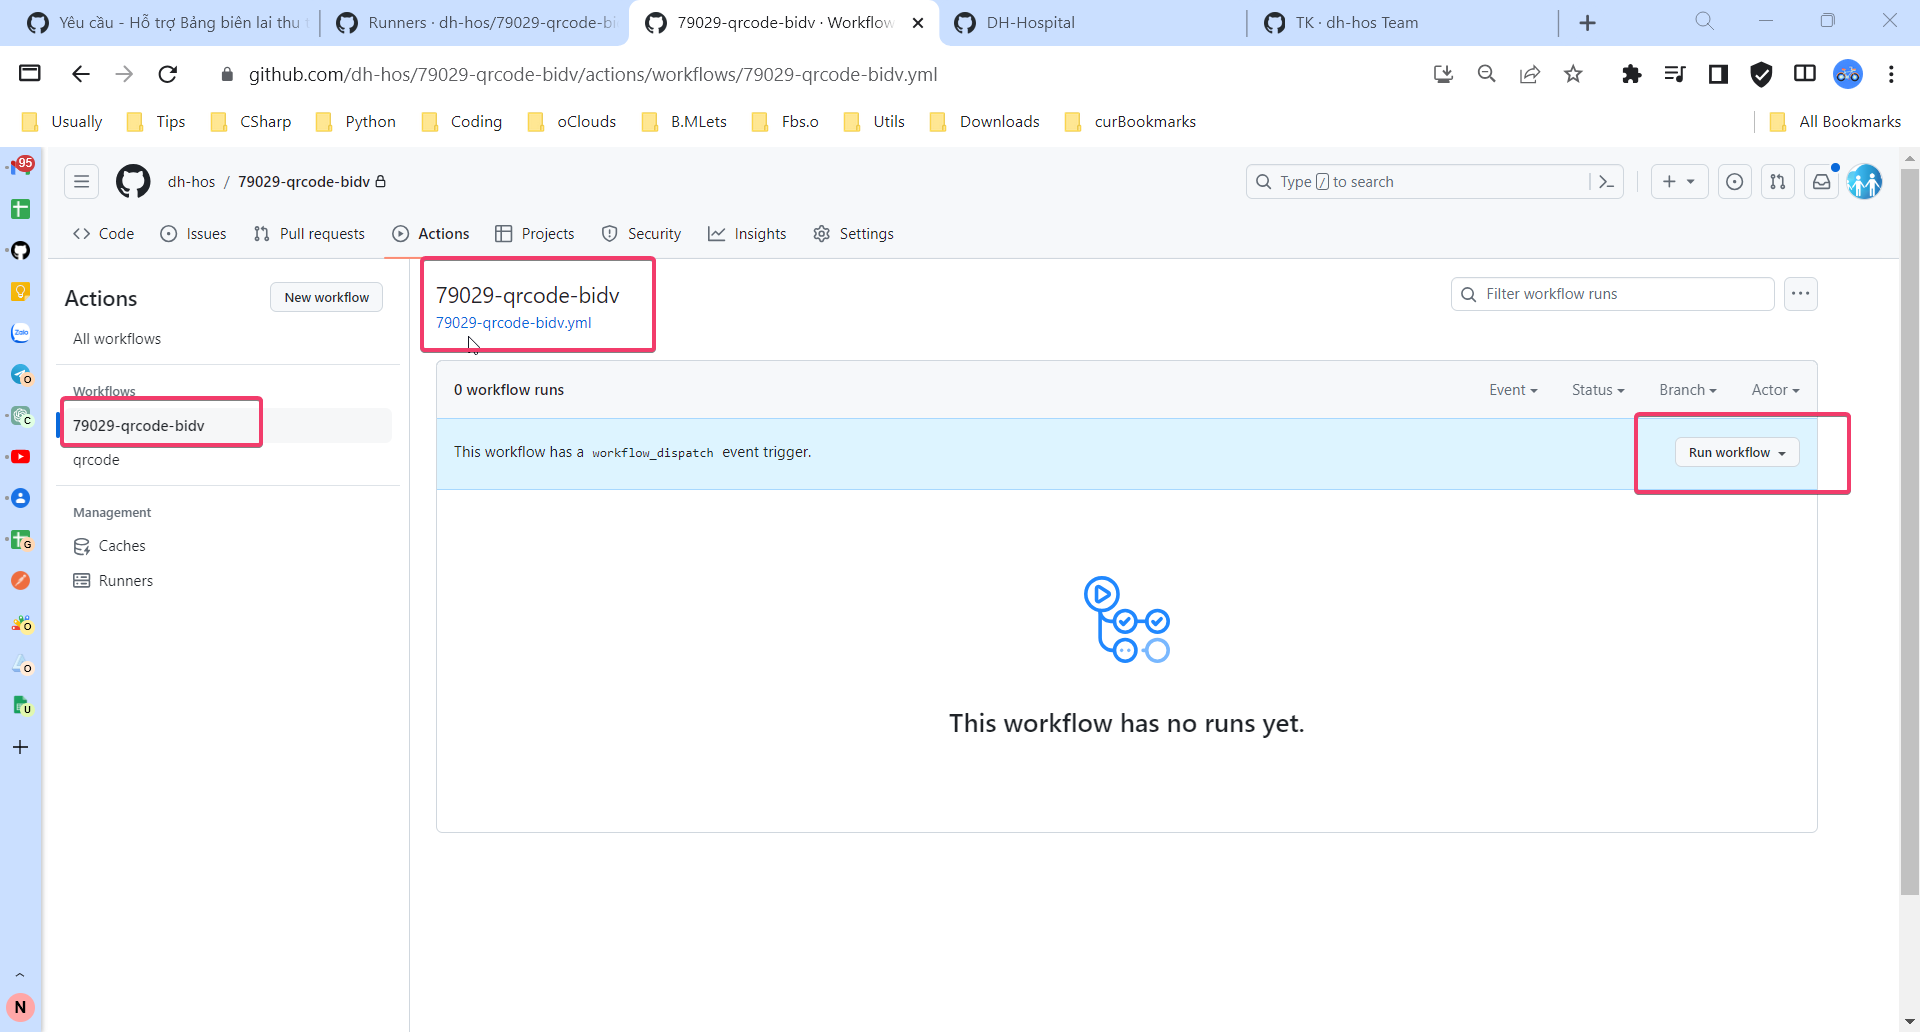 Yêu cầu - Hỗ trợ Bảng biên lai thu t
Runners · dh-hos/79029-qrcode-bi
79029-qrcode-bidv · Workflow
DH-Hospital
TK · dh-hos Team
github.com/dh-hos/79029-qrcode-bidv/actions/workflows/79029-qrcode-bidv.yml
Usually Tips CSharp Python Coding oClouds B.MLets Fbs.o Utils Downloads curBookmarks All Bookmarks
95
dh-hos / 79029-qrcode-bidv
Type / to search
Code Issues Pull requests Actions Projects Security Insights Settings
Actions
New workflow
All workflows
Workflows
79029-qrcode-bidv
qrcode
Management
Caches
Runners
79029-qrcode-bidv
79029-qrcode-bidv.yml
Filter workflow runs
0 workflow runs
Event Status Branch Actor
This workflow has a workflow_dispatch event trigger.
Run workflow
This workflow has no runs yet.
Zalo
O
C
G
O
O
U
N